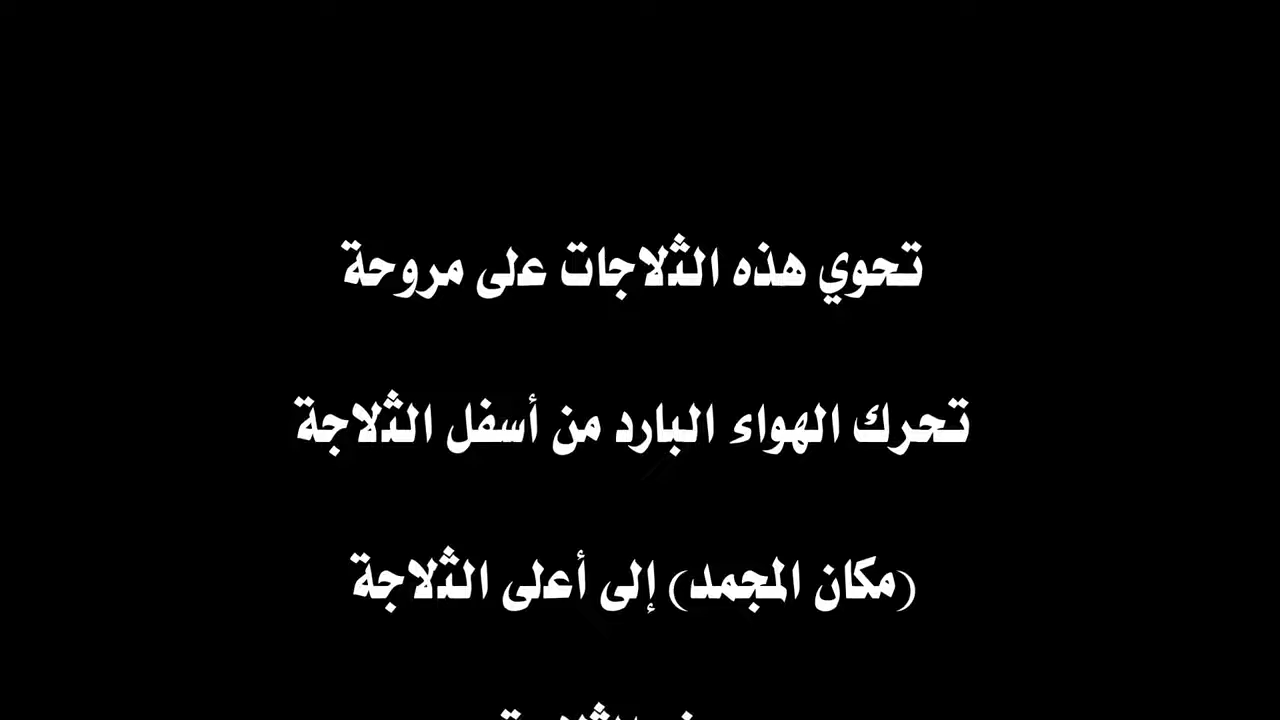 تحوي هذه الثلاجات على مروحة
تحرك الهواء البارد من أسفل الثلاجة
(مكان المجمد) إلى أعلى الثلاجة